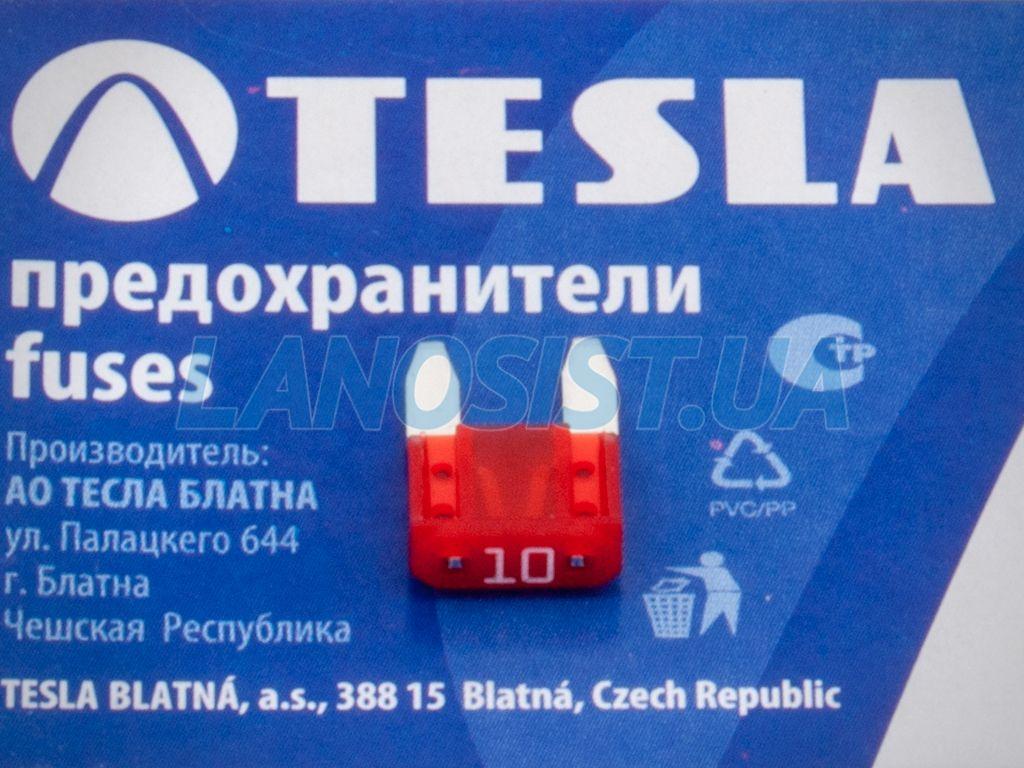 TESLA
предохранители
fuses
LANOSIST.UA
Производитель:
АО ТЕСЛА БЛАТНА
ул. Палацкего 644
г. Блатна
Чешская Республика
PVC/PP
10
TESLA BLATNÁ, a.s., 388 15 Blatná, Czech Republic